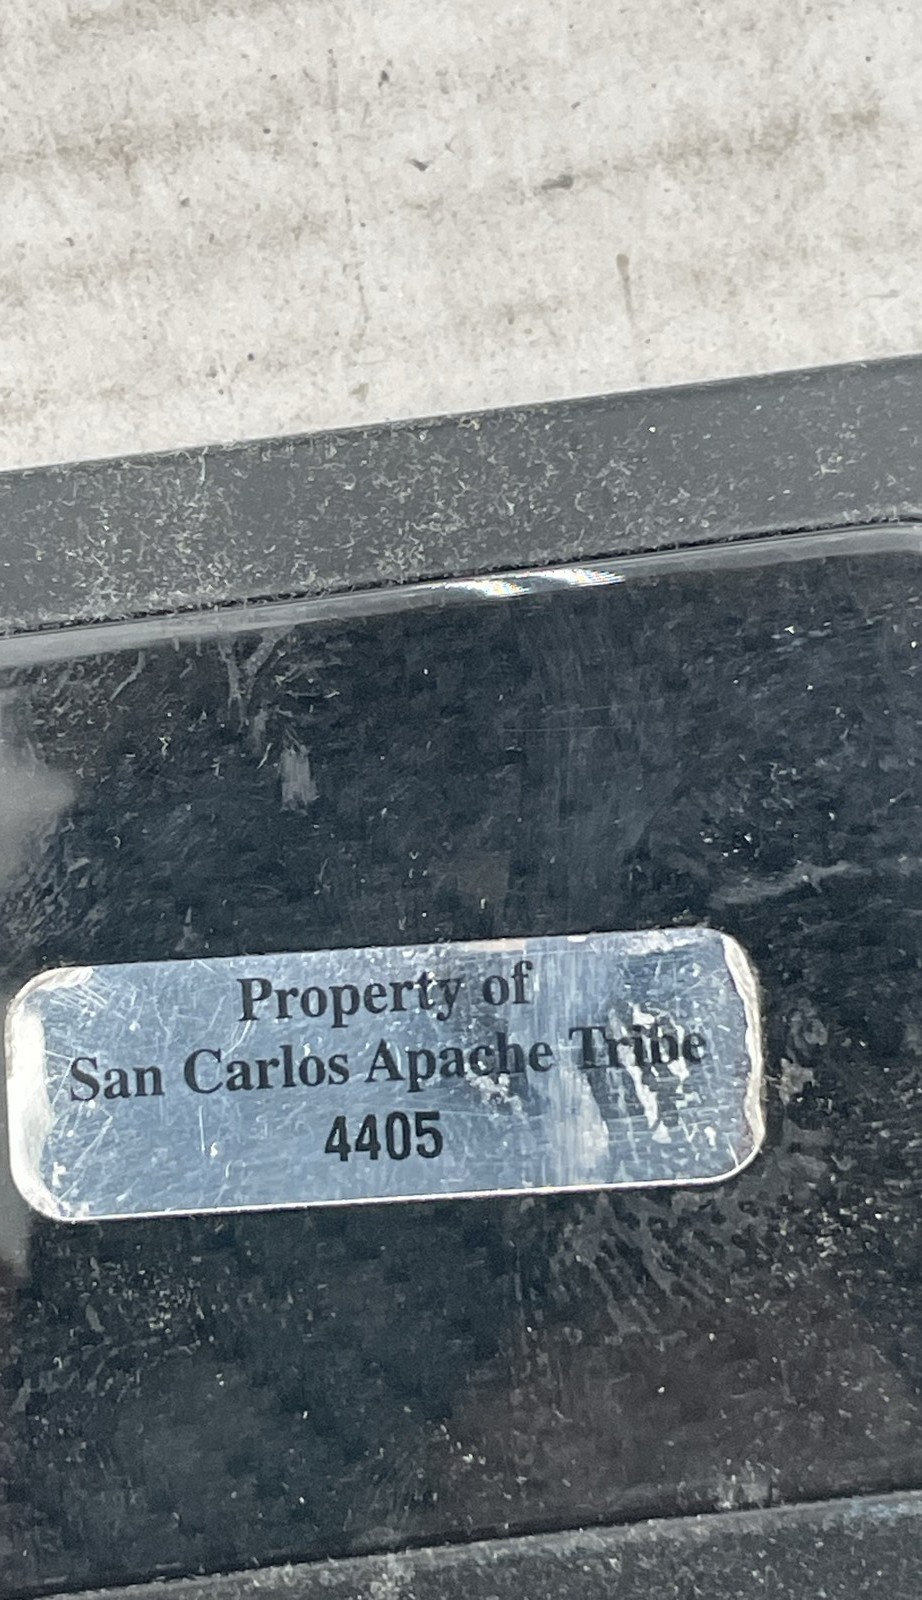 Property of
San Carlos Apache Tribe
4405